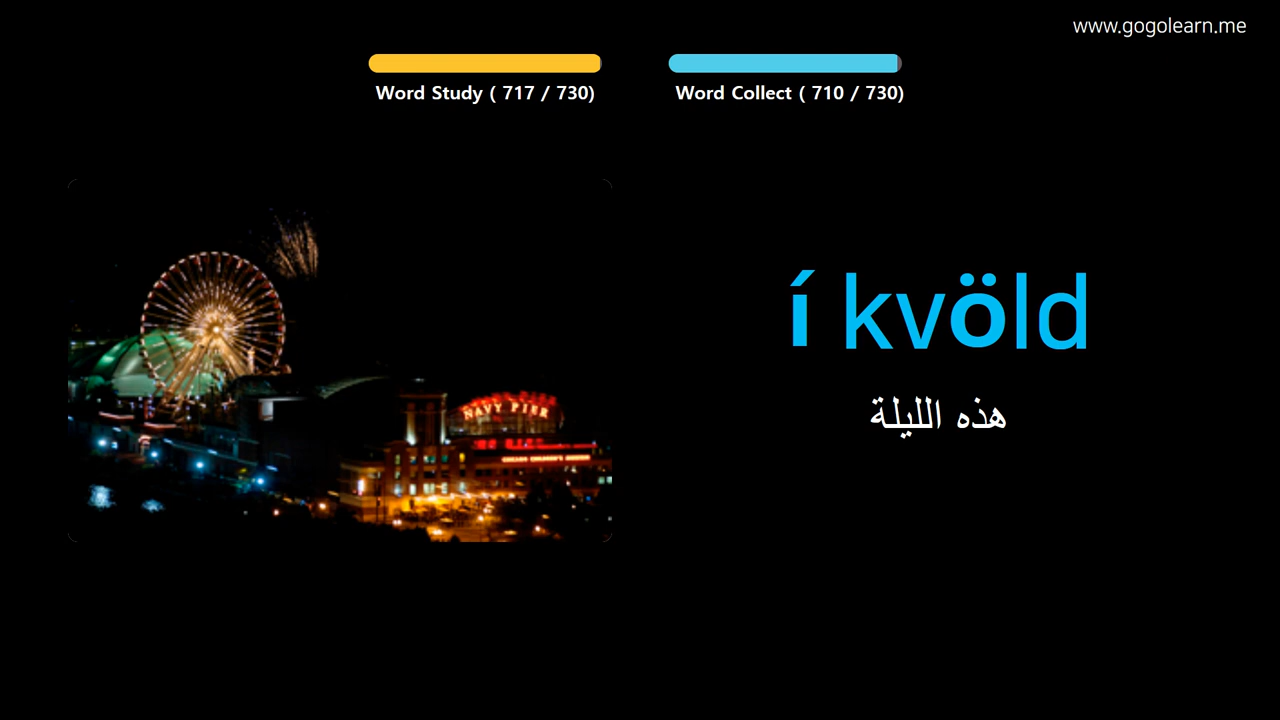 www.gogolearn.me
Word Study ( 717 / 730)
Word Collect ( 710 / 730)
NAVY PIER
í kvöld
هذه الليلة